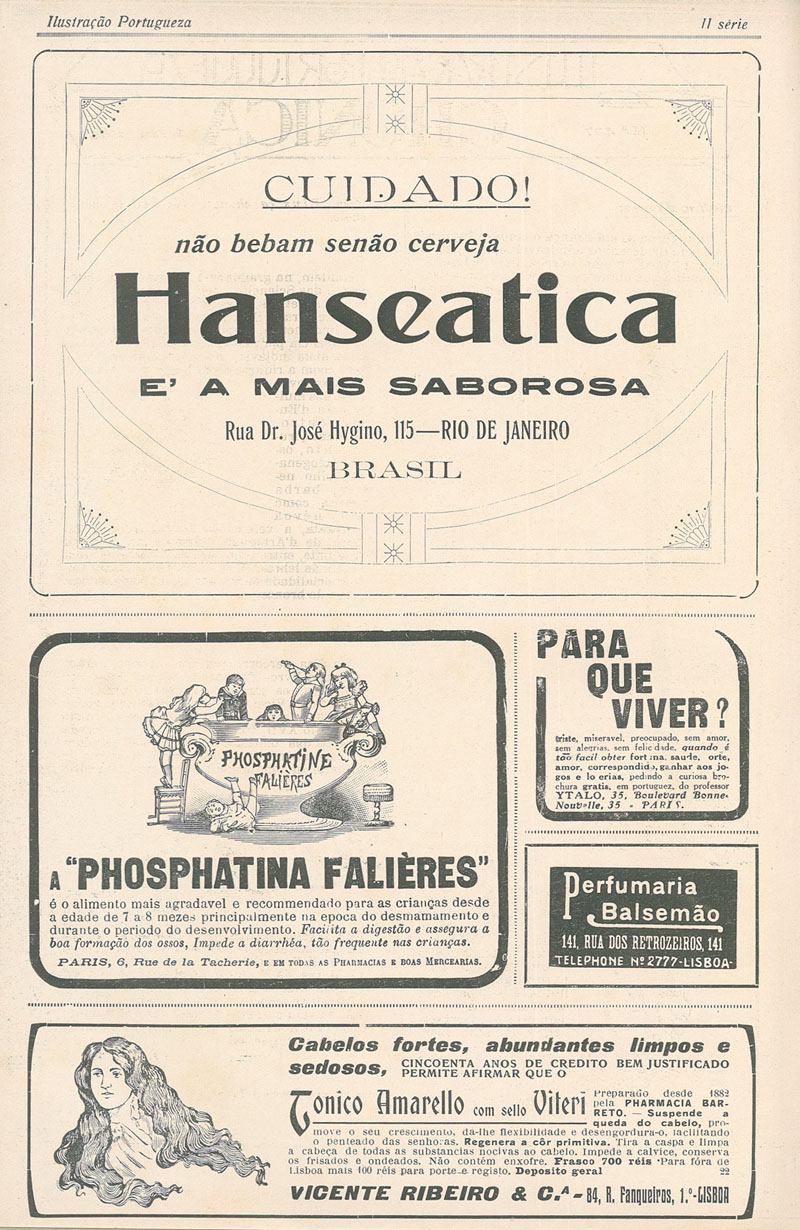 Ilustração Portugueza
II série
CUIDADO!
não bebam senão cerveja
Hanseatica
E' A MAIS SABOROSA
Rua Dr. José Hygino, 115—RIO DE JANEIRO
BRASIL
PHOSPHATINE
FALIÈRES
A "PHOSPHATINA FALIÈRES"
é o alimento mais agradavel e recommendado para as crianças desde
a edade de 7 a 8 mezes principalmente na epoca do desmamamento e
durante o periodo do desenvolvimento. Facilita a digestão e assegura a
boa formação dos ossos, Impede a diarrhéa, tão frequente nas crianças.
PARIS, 6, Rue de la Tacherie, E EM TODAS AS PHARMACIAS E BOAS MERCEARIAS.
PARA
QUE
VIVER?
triste, miseravel, preocupado, sem amor,
sem alegrias, sem felicidade, quando é
tão facil obter fortuna, saude, sorte,
amor, correspondido, ganhar aos jo-
gos e loterias, pedindo a curiosa bro-
chura gratis, em portuguez, do professor
YTALO, 35, Boulevard Bonne-
Nouvelle, 35 - PARIS.
Perfumaria
Balsemão
141, RUA DOS RETROZEIROS, 141
TELEPHONE Nº 2777-LISBOA-
Cabelos fortes, abundantes limpos e
sedosos, CINCOENTA ANOS DE CREDITO BEM JUSTIFICADO
PERMITE AFIRMAR QUE O
Tonico Amarello com sello Viteri
Preparado desde 1882
pela PHARMACIA BAR-
RETO. — Suspende a
queda do cabelo, pro-
move o seu crescimento, da-lhe flexibilidade e desengordura-o, facilitando
o penteado das senhoras. Regenera a côr primitiva. Tira a caspa e limpa
a cabeça de todas as substancias nocivas ao cabelo. Impede a calvice, conserva
os frisados e ondeados. Não contém enxofre. Frasco 700 réis · Para fóra de
Lisboa mais 100 réis para porte e registo. Deposito geral 22
VICENTE RIBEIRO & C.ª - 84, R. Fanqueiros, 1.º-LISBOA